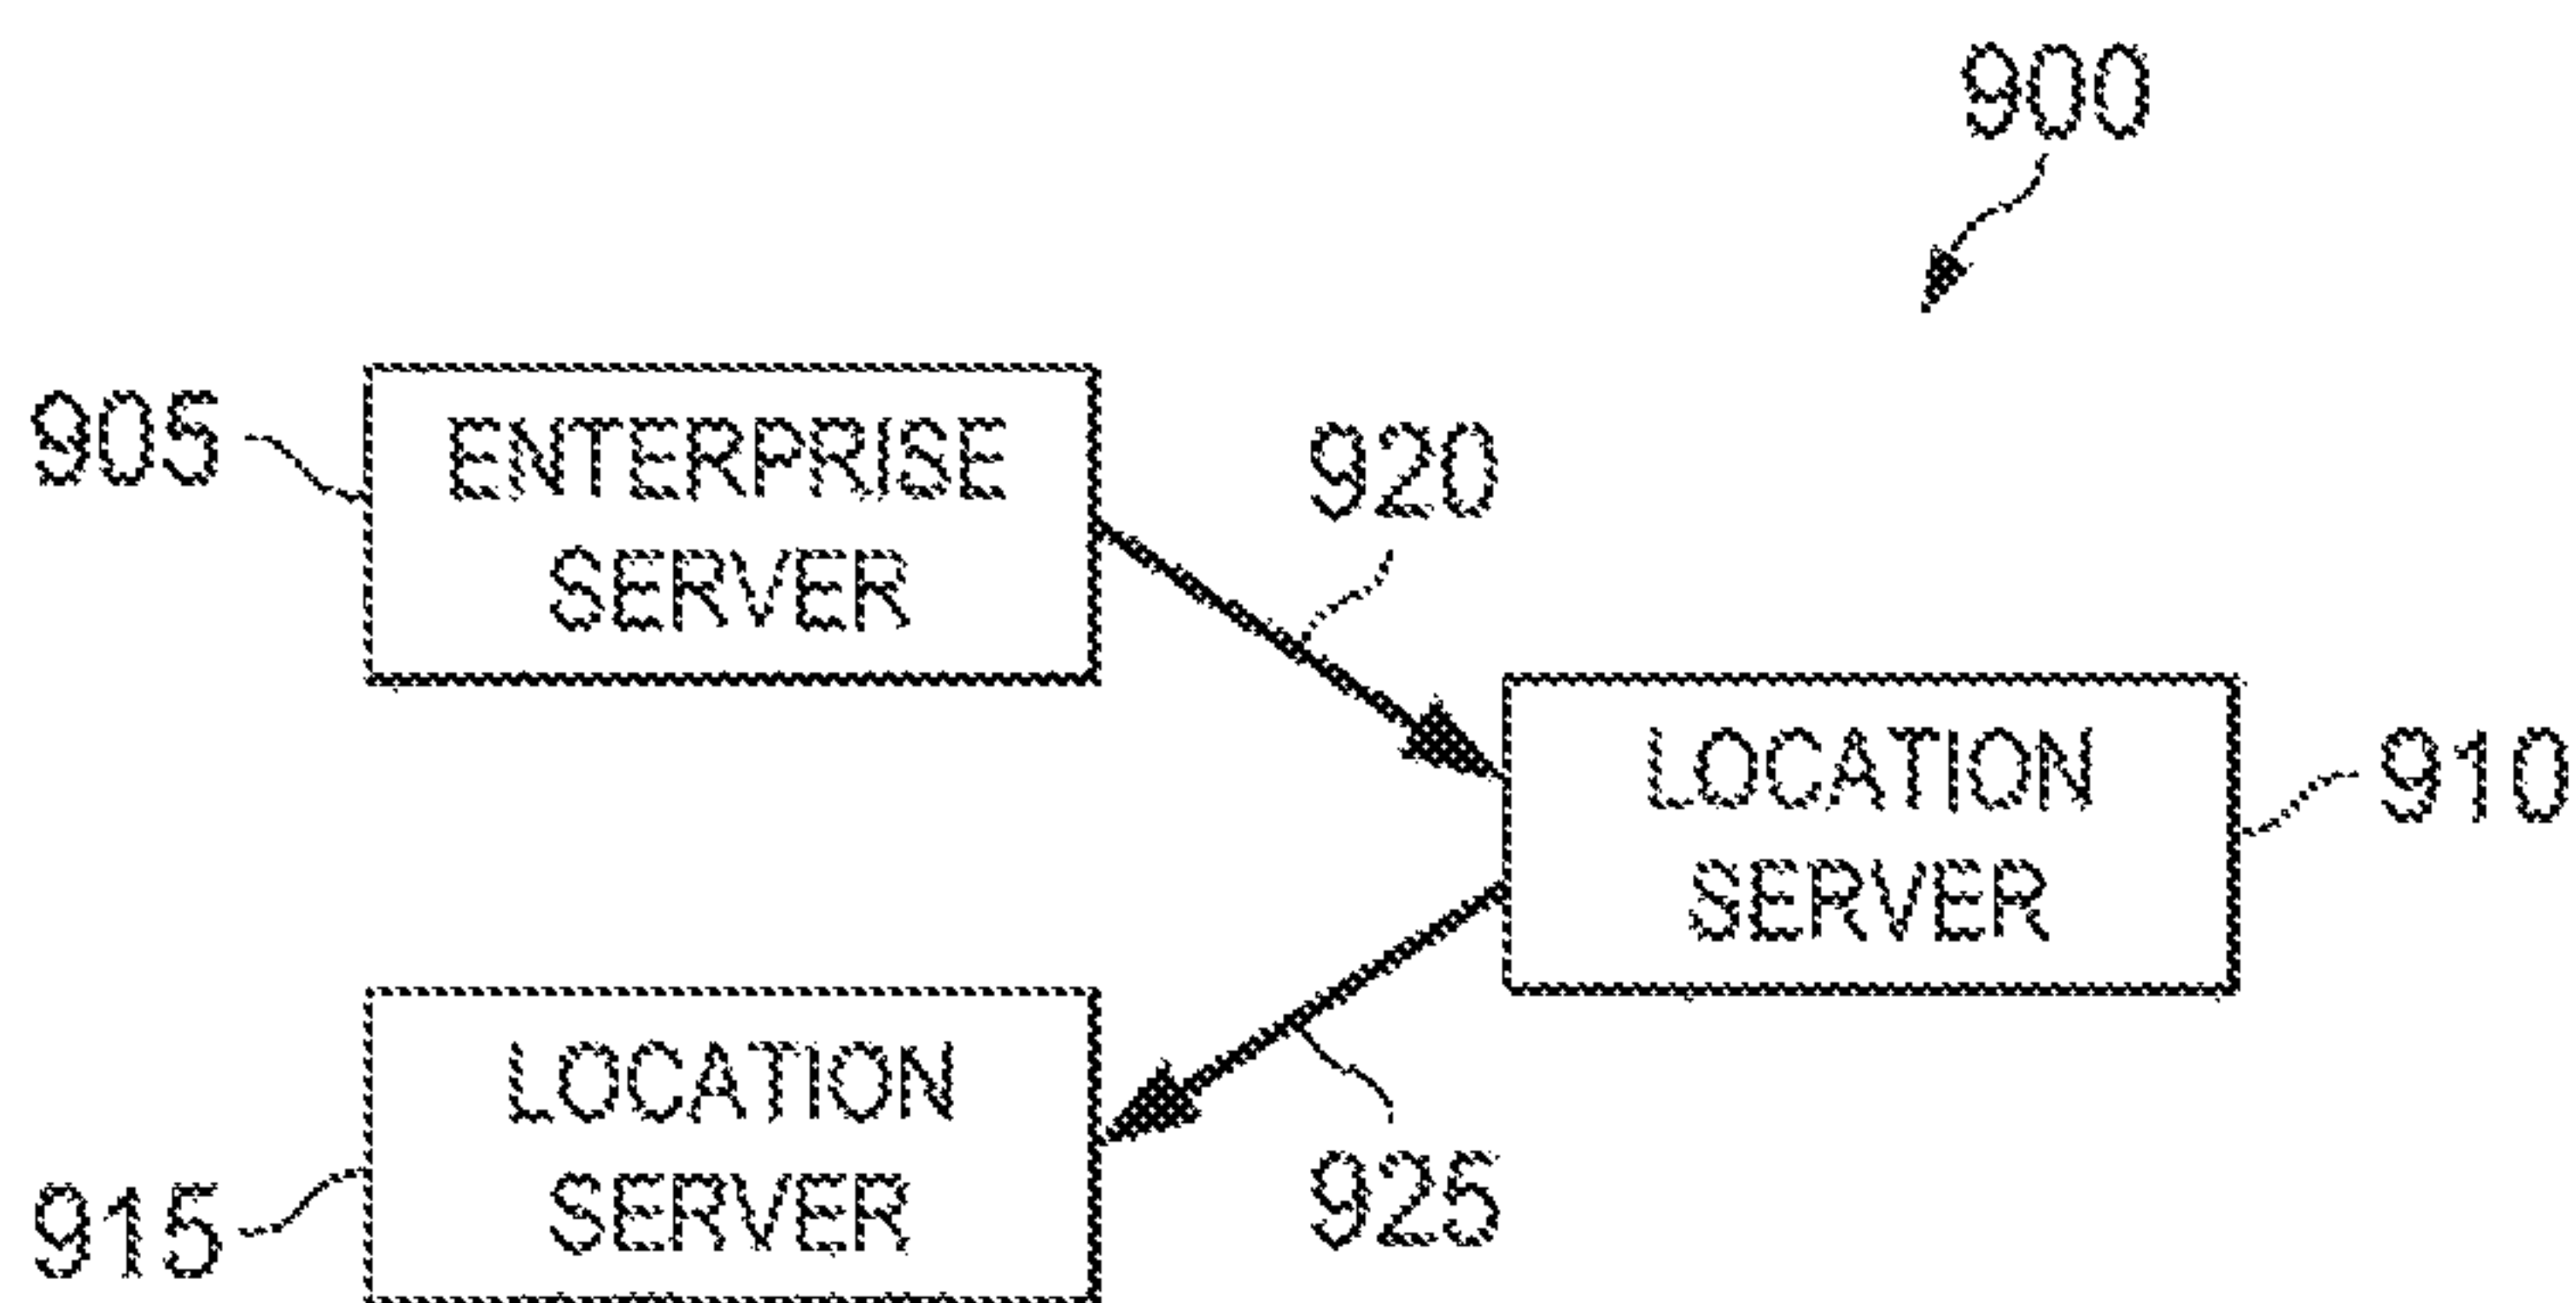 900
905
ENTERPRISE
SERVER
920
LOCATION
SERVER
910
LOCATION
SERVER
915
925